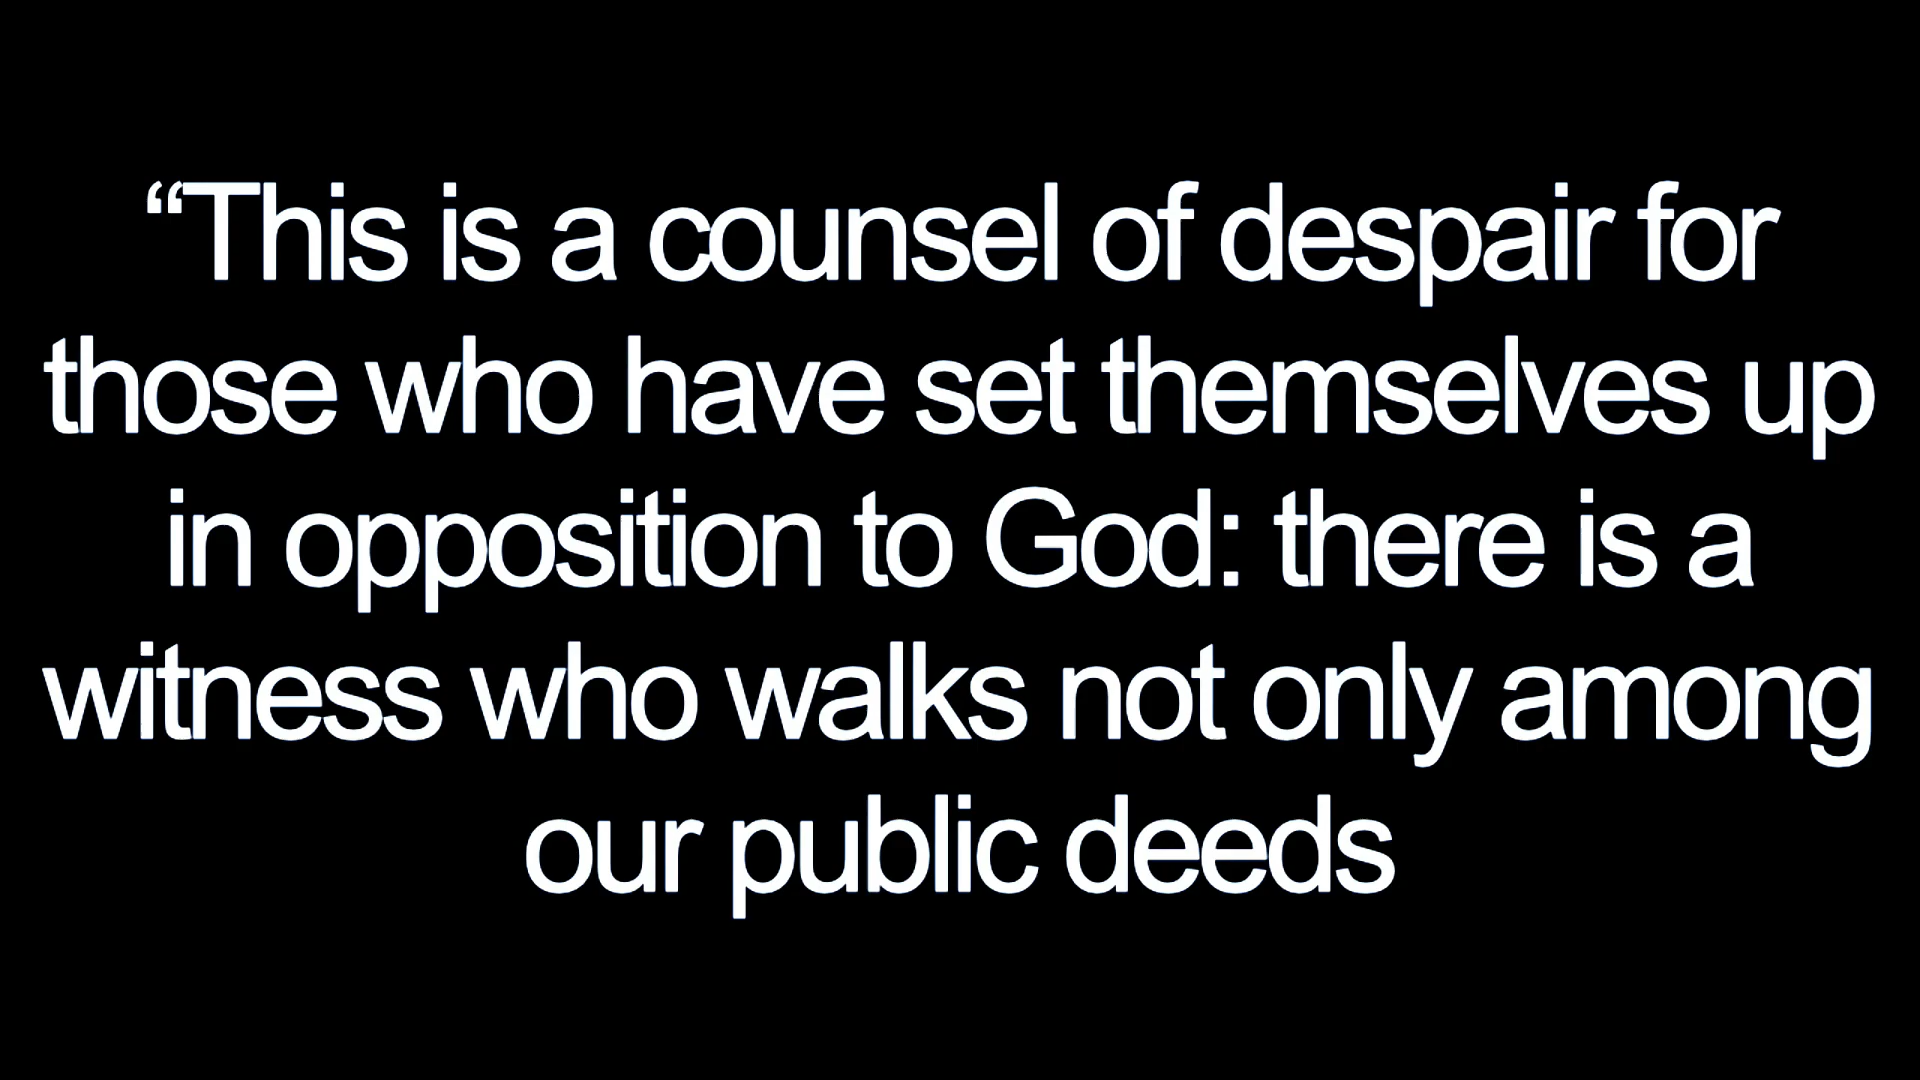 “This is a counsel of despair for
those who have set themselves up
in opposition to God: there is a
witness who walks not only among
our public deeds